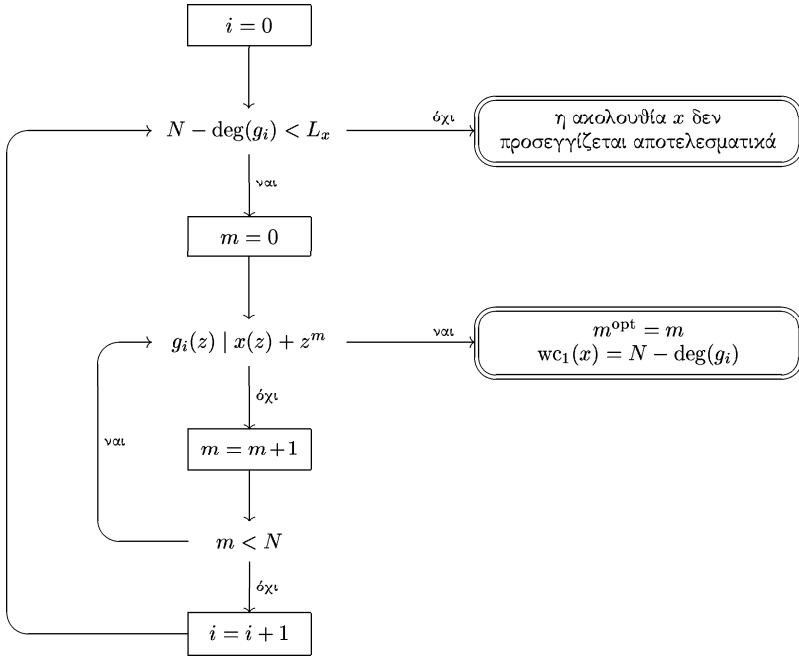 i = 0
N − deg(g_i) < L_x
όχι
η ακολουθία x δεν
προσεγγίζεται αποτελεσματικά
ναι
m = 0
g_i(z) | x(z) + z^m
ναι
m^opt = m
wc_1(x) = N − deg(g_i)
όχι
ναι
m = m + 1
m < N
όχι
i = i + 1